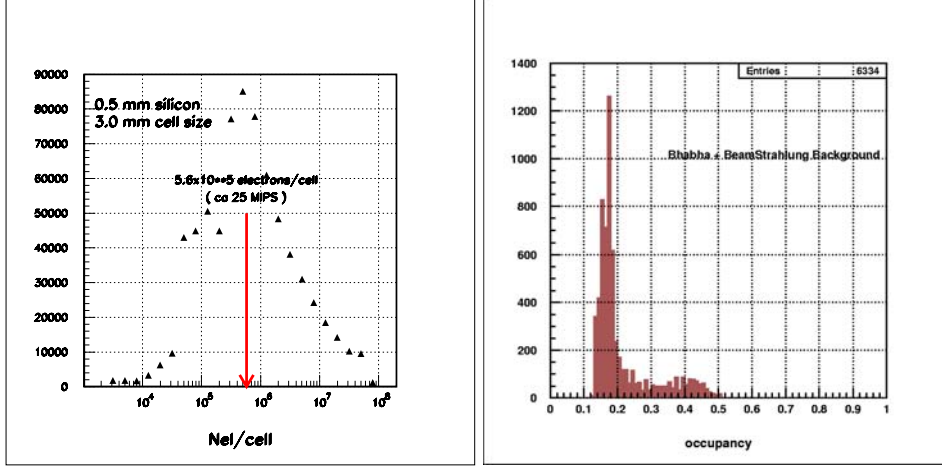 90000
80000
70000
60000
50000
40000
30000
20000
10000
0
0.5 mm silicon
3.0 mm cell size
5.6x10**5 electrons/cell
( ca 25 MIPS )
10⁴ 10⁵ 10⁶ 10⁷ 10⁸
Nel/cell
1400
1200
1000
800
600
400
200
0
Entries 6334
Bhabha + BeamStrahlung Background
0 0.1 0.2 0.3 0.4 0.5 0.6 0.7 0.8 0.9 1
occupancy